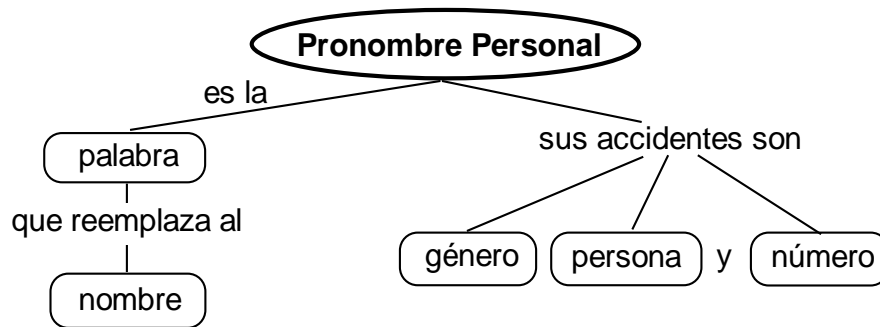 Pronombre Personal
es la
palabra
que reemplaza al
nombre
sus accidentes son
género persona y número